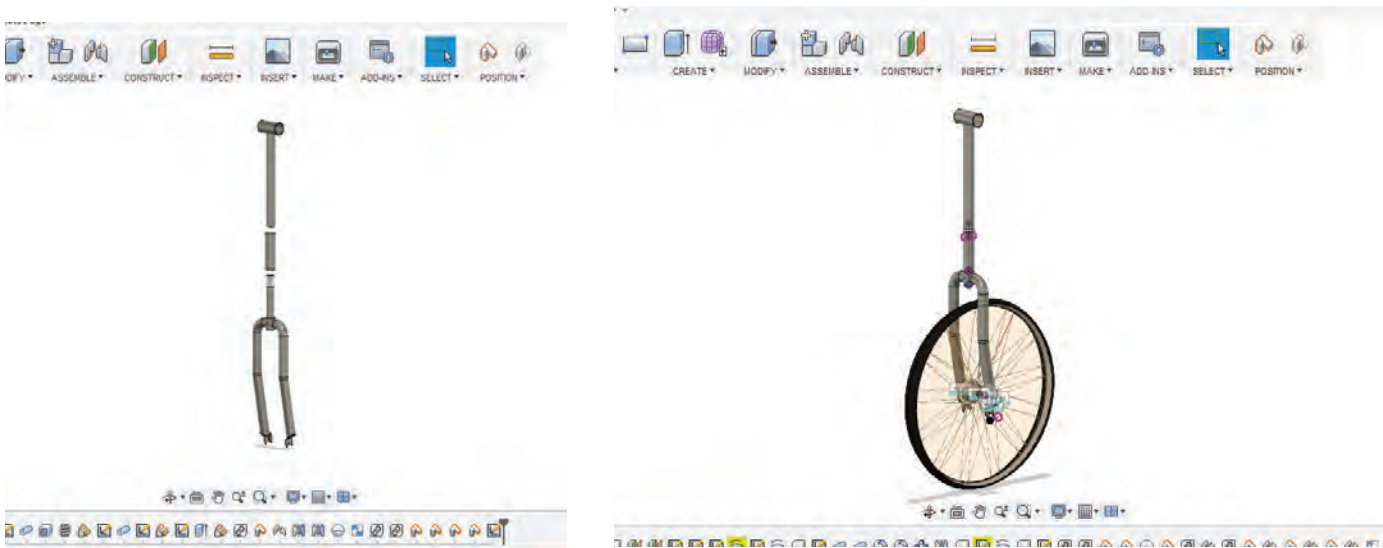 ASSEMBLE CONSTRUCT INSPECT INSERT MAKE ADD-INS SELECT POSITION
CREATE MODIFY ASSEMBLE CONSTRUCT INSPECT INSERT MAKE ADD-INS SELECT POSITION